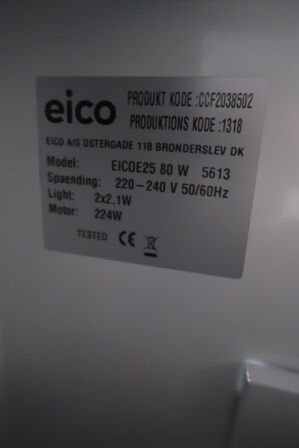 eico
PRODUKT KODE :CCF2038502
PRODUKTIONS KODE :1318
EICO A/S OSTERGADE 118 BRONDERSLEV DK
Model: EICOE25 80 W 5613
Spaending: 220-240 V 50/60Hz
Light: 2x2,1W
Motor: 224W
TESTED CE